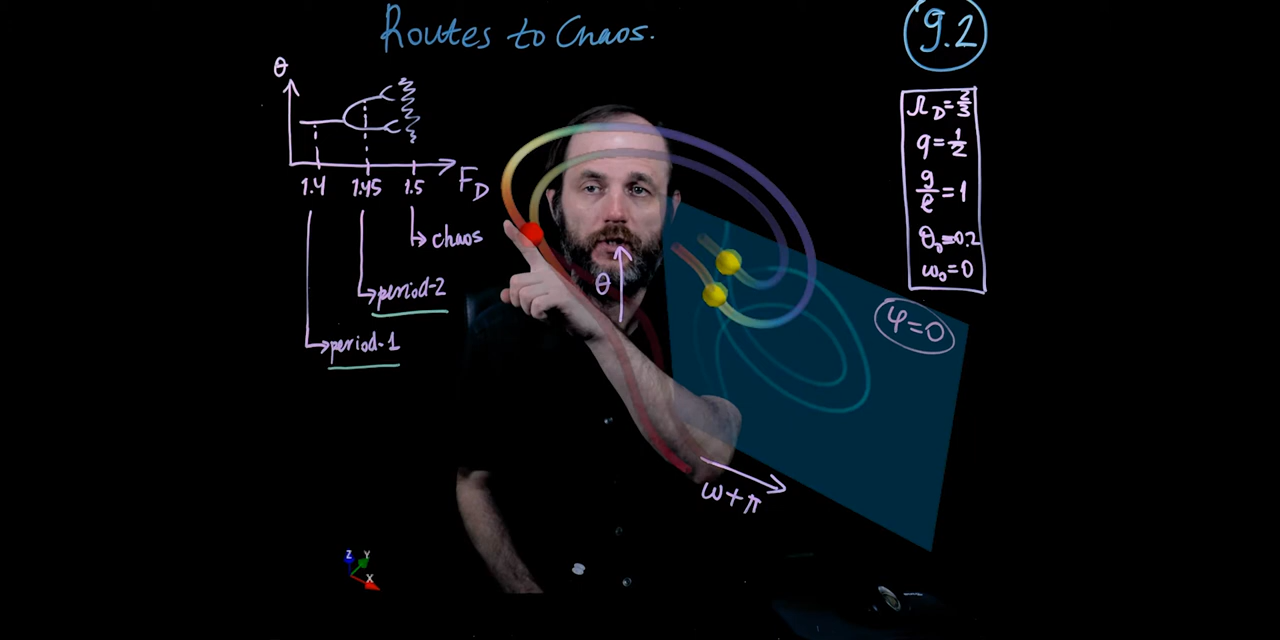 Routes to Chaos.
9.2
θ
1.4 1.45 1.5 F_D
chaos
period-2
period-1
Ω_D=2/3
q=1/2
g/ℓ=1
θ₀=0.2
ω₀=0
φ=0
θ
ω+π
Z Y
X